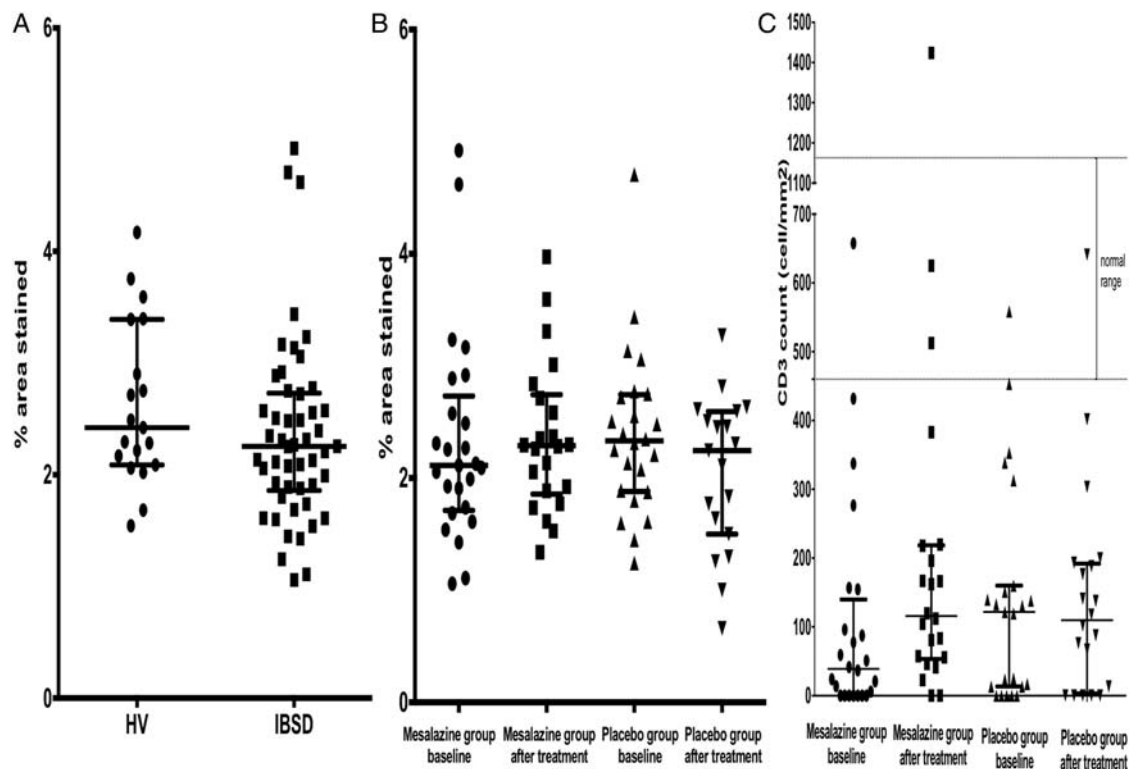 A
% area stained
6
4
2
0
HV
IBSD
B
% area stained
6
4
2
0
Mesalazine group
baseline
Mesalazine group
after treatment
Placebo group
baseline
Placebo group
after treatment
C
CD3 count (cell/mm2)
1500
1400
1300
1200
1100
700
600
500
400
300
200
100
0
normal
range
Mesalazine group
baseline
Mesalazine group
after treatment
Placebo group
baseline
Placebo group
after treatment